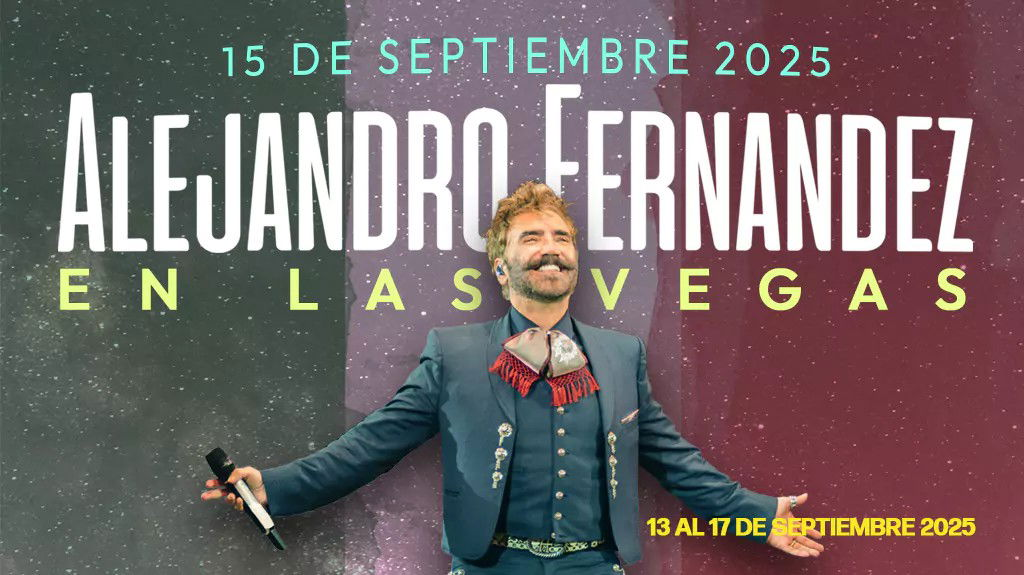 15 DE SEPTIEMBRE 2025
ALEJANDRO FERNANDEZ
EN LAS VEGAS
13 AL 17 DE SEPTIEMBRE 2025